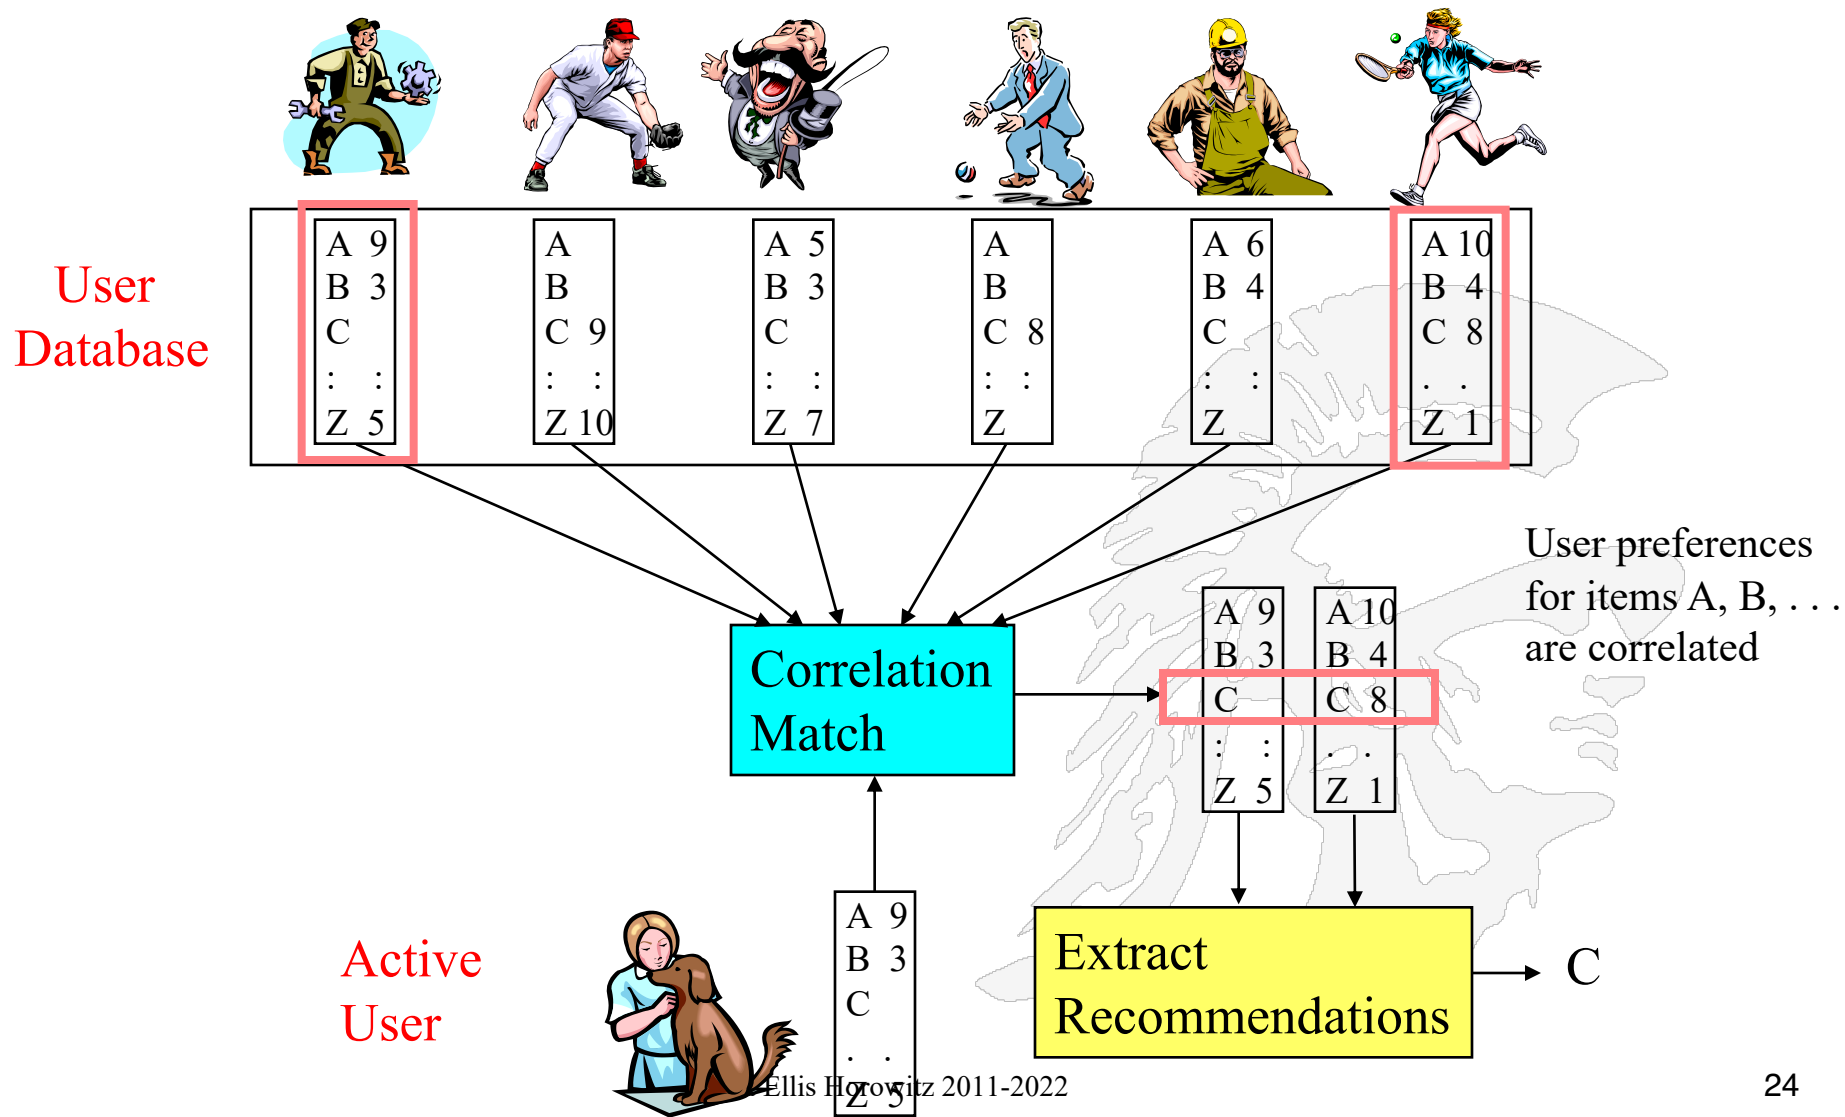 User
Database
A 9
B 3
C
: :
Z 5
A
B
C 9
: :
Z 10
A 5
B 3
C
: :
Z 7
A
B
C 8
: :
Z
A 6
B 4
C
: :
Z
A 10
B 4
C 8
. .
Z 1
User preferences
for items A, B, . . .
are correlated
Correlation
Match
A 9
B 3
C
: :
Z 5
A 10
B 4
C 8
. .
Z 1
Active
User
A 9
B 3
C
. .
Z 5
Extract
Recommendations
C
Ellis Horowitz 2011-2022
24